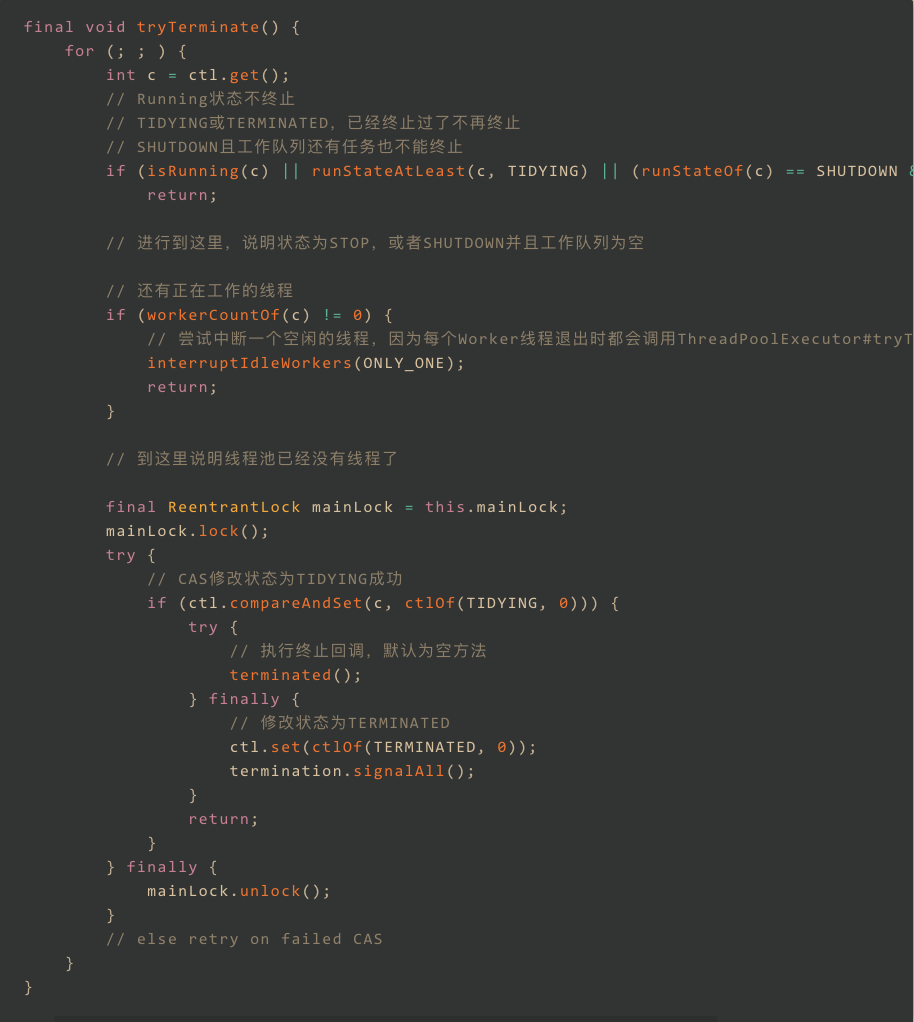 final void tryTerminate() {
for (; ; ) {
int c = ctl.get();
// Running状态不终止
// TIDYING或TERMINATED，已经终止过了不再终止
// SHUTDOWN且工作队列还有任务也不能终止
if (isRunning(c) || runStateAtLeast(c, TIDYING) || (runStateOf(c) == SHUTDOWN
return;
// 进行到这里，说明状态为STOP，或者SHUTDOWN并且工作队列为空
// 还有正在工作的线程
if (workerCountOf(c) != 0) {
// 尝试中断一个空闲的线程，因为每个Worker线程退出时都会调用ThreadPoolExecutor#tryT
interruptIdleWorkers(ONLY_ONE);
return;
}
// 到这里说明线程池已经没有线程了
final ReentrantLock mainLock = this.mainLock;
mainLock.lock();
try {
// CAS修改状态为TIDYING成功
if (ctl.compareAndSet(c, ctlOf(TIDYING, 0))) {
try {
// 执行终止回调，默认为空方法
terminated();
} finally {
// 修改状态为TERMINATED
ctl.set(ctlOf(TERMINATED, 0));
termination.signalAll();
}
return;
}
} finally {
mainLock.unlock();
}
// else retry on failed CAS
}
}